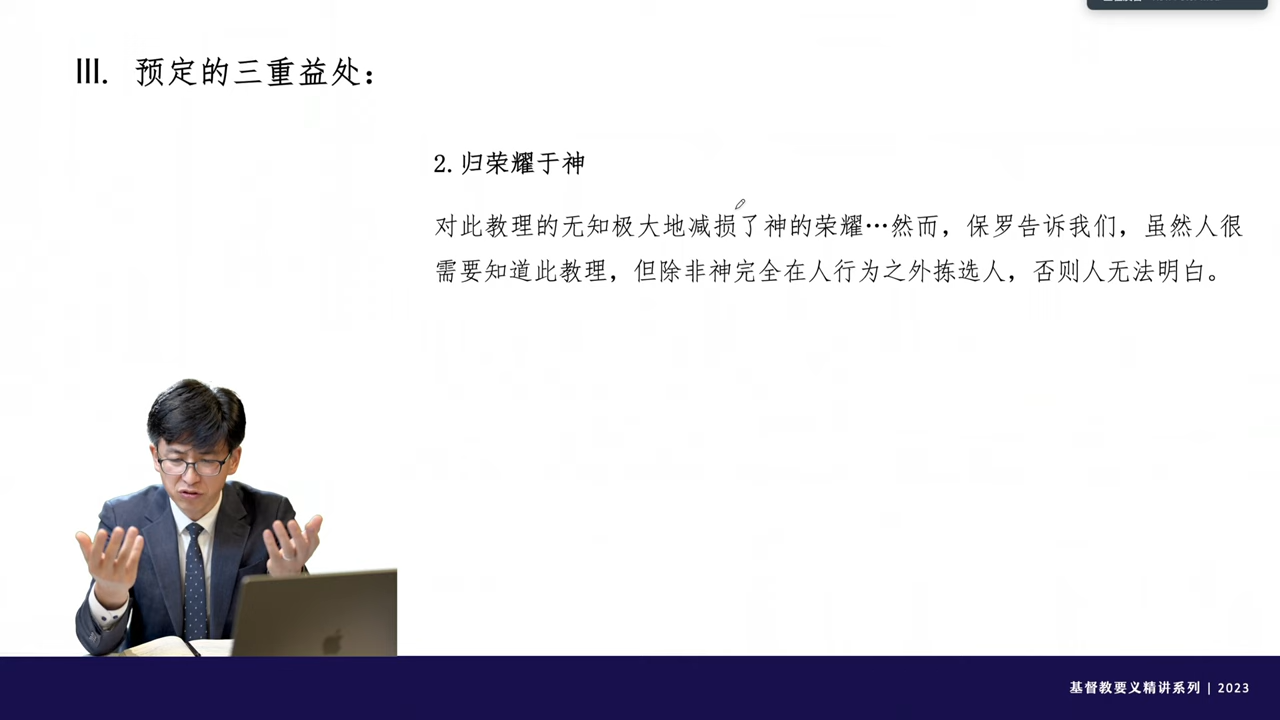 III. 预定的三重益处：
2. 归荣耀于神
对此教理的无知极大地减损了神的荣耀…然而，保罗告诉我们，虽然人很
需要知道此教理，但除非神完全在人行为之外拣选人，否则人无法明白。
基督教要义精讲系列 | 2023